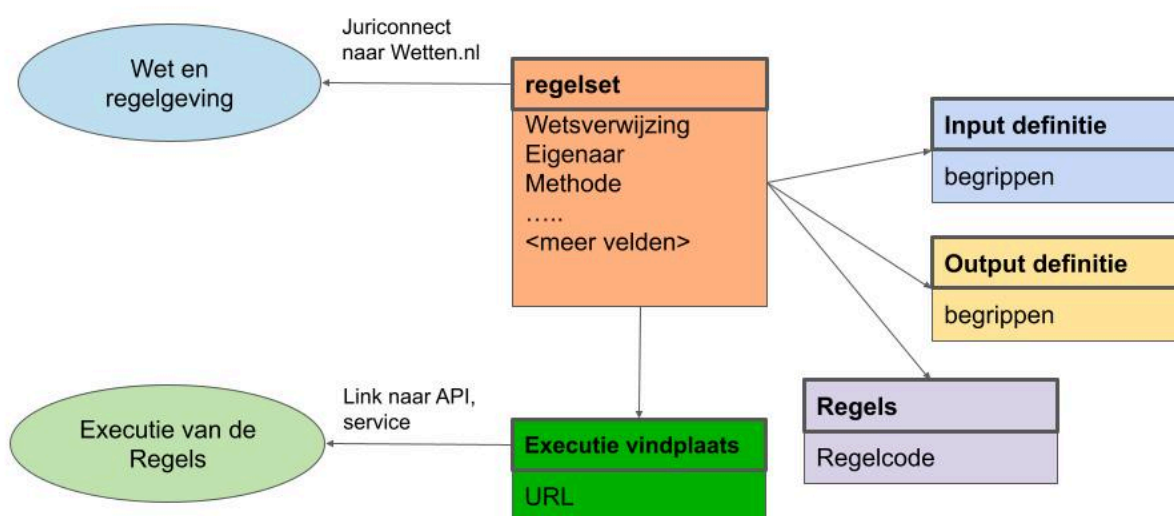 Juriconnect
naar Wetten.nl
Wet en
regelgeving
regelset
Wetsverwijzing
Eigenaar
Methode
…..
<meer velden>
Input definitie
begrippen
Output definitie
begrippen
Regels
Regelcode
Link naar API,
service
Executie van de
Regels
Executie vindplaats
URL